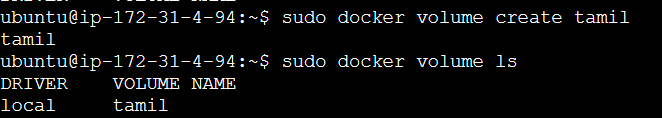 ubuntu@ip-172-31-4-94:~$ sudo docker volume create tamil
tamil
ubuntu@ip-172-31-4-94:~$ sudo docker volume ls
DRIVER    VOLUME NAME
local     tamil